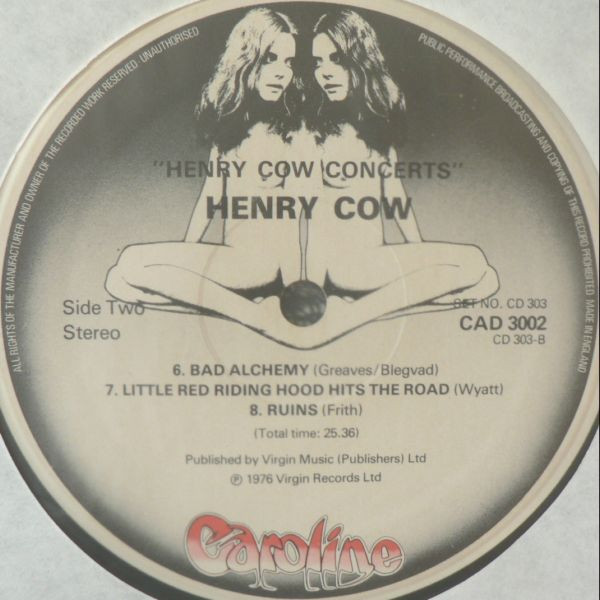 ALL RIGHTS OF THE MANUFACTURER AND OWNER OF THE RECORDED WORK RESERVED · UNAUTHORISED
PUBLIC PERFORMANCE BROADCASTING AND COPYING OF THIS RECORD PROHIBITED · MADE IN ENGLAND
"HENRY COW CONCERTS"
HENRY COW
Side Two
Stereo
SET NO. CD 303
CAD 3002
CD 303-B
6. BAD ALCHEMY (Greaves/Blegvad)
7. LITTLE RED RIDING HOOD HITS THE ROAD (Wyatt)
8. RUINS (Frith)
(Total time: 25.36)
Published by Virgin Music (Publishers) Ltd
℗ 1976 Virgin Records Ltd
Caroline